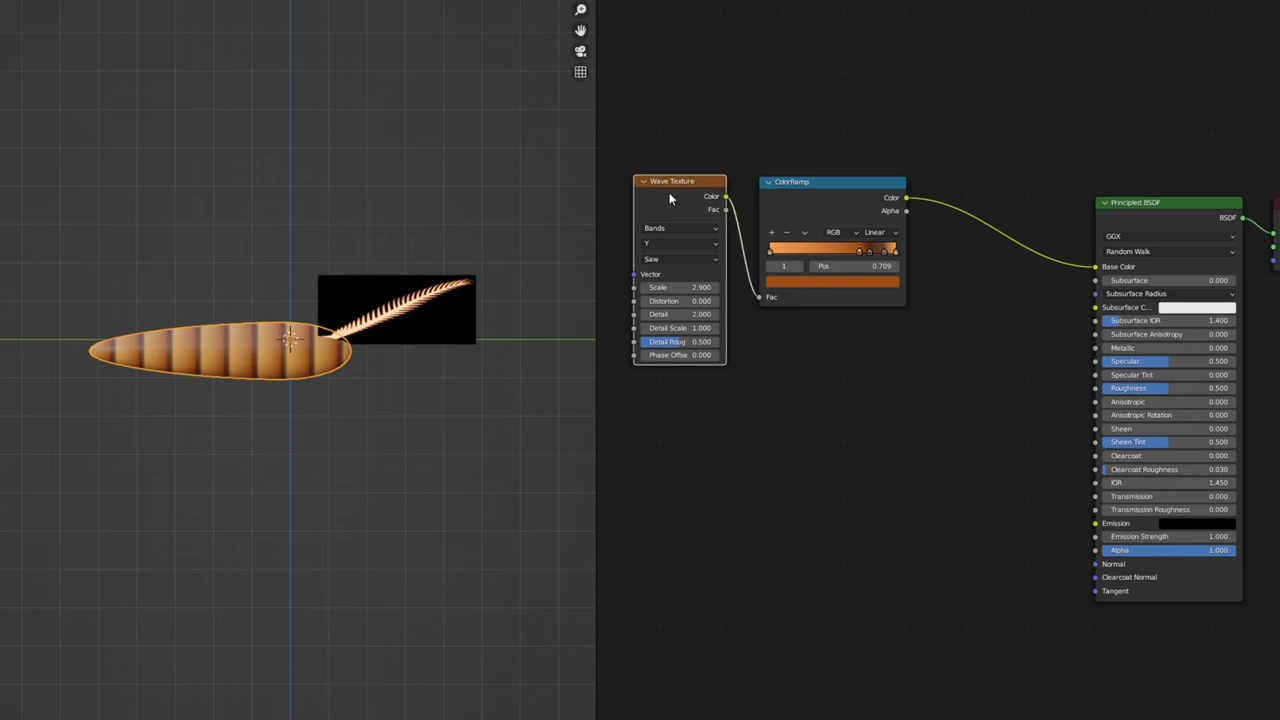 Wave Texture
Color
Fac
Bands
Y
Saw
Vector
Scale 2.900
Distortion 0.000
Detail 2.000
Detail Scale 1.000
Detail Roug 0.500
Phase Offse 0.000
ColorRamp
Color
Alpha
RGB Linear
1 Pos 0.709
Fac
Principled BSDF
BSDF
GGX
Random Walk
Base Color
Subsurface 0.000
Subsurface Radius
Subsurface C...
Subsurface IOR 1.400
Subsurface Anisotropy 0.000
Metallic 0.000
Specular 0.500
Specular Tint 0.000
Roughness 0.500
Anisotropic 0.000
Anisotropic Rotation 0.000
Sheen 0.000
Sheen Tint 0.500
Clearcoat 0.000
Clearcoat Roughness 0.030
IOR 1.450
Transmission 0.000
Transmission Roughness 0.000
Emission
Emission Strength 1.000
Alpha 1.000
Normal
Clearcoat Normal
Tangent